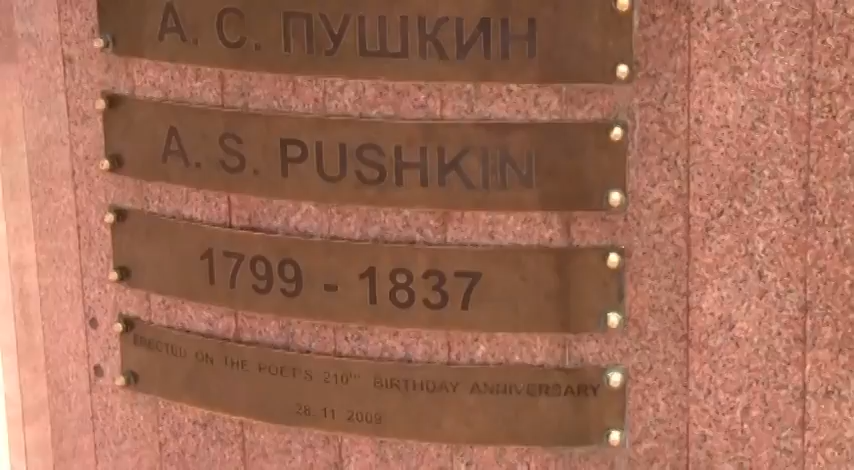 А. С. ПУШКИН
A. S. PUSHKIN
1799 - 1837
ERECTED ON THE POET'S 210TH BIRTHDAY ANNIVERSARY
28. 11 2009